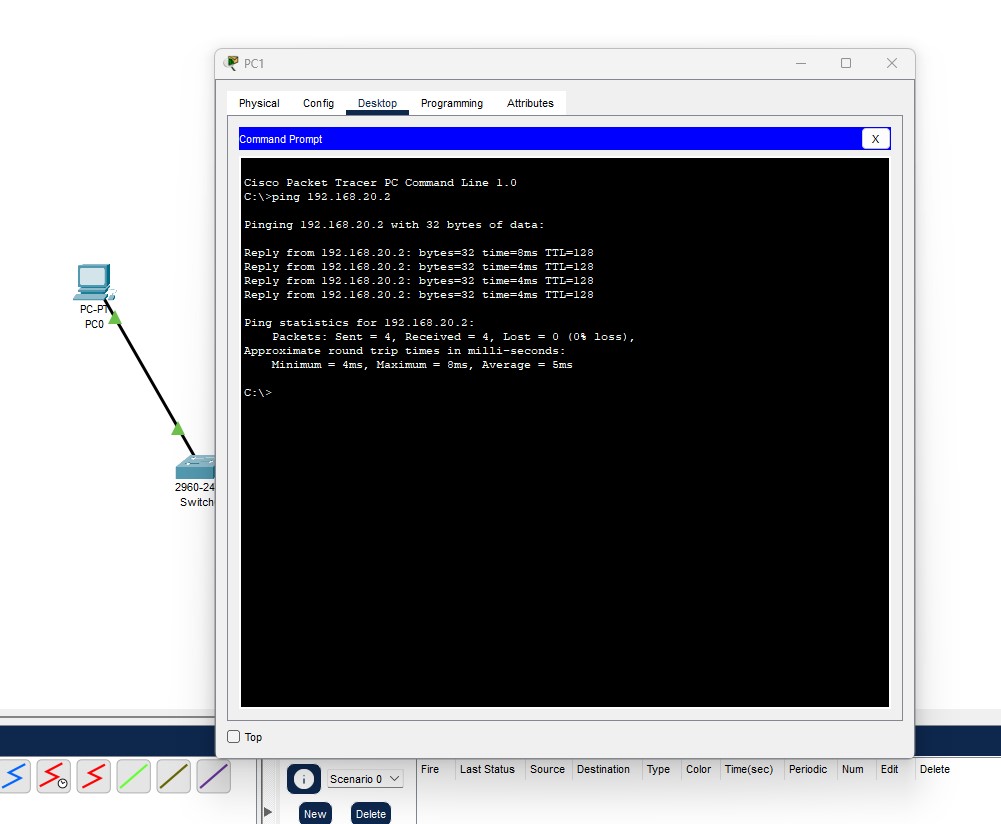 PC1
Physical Config Desktop Programming Attributes
Command Prompt X
Cisco Packet Tracer PC Command Line 1.0
C:\>ping 192.168.20.2
Pinging 192.168.20.2 with 32 bytes of data:
Reply from 192.168.20.2: bytes=32 time=8ms TTL=128
Reply from 192.168.20.2: bytes=32 time=4ms TTL=128
Reply from 192.168.20.2: bytes=32 time=4ms TTL=128
Reply from 192.168.20.2: bytes=32 time=4ms TTL=128
Ping statistics for 192.168.20.2:
Packets: Sent = 4, Received = 4, Lost = 0 (0% loss),
Approximate round trip times in milli-seconds:
Minimum = 4ms, Maximum = 8ms, Average = 5ms
C:\>
PC-PT
PC0
2960-24
Switch
Top
Scenario 0
New Delete
Fire Last Status Source Destination Type Color Time(sec) Periodic Num Edit Delete